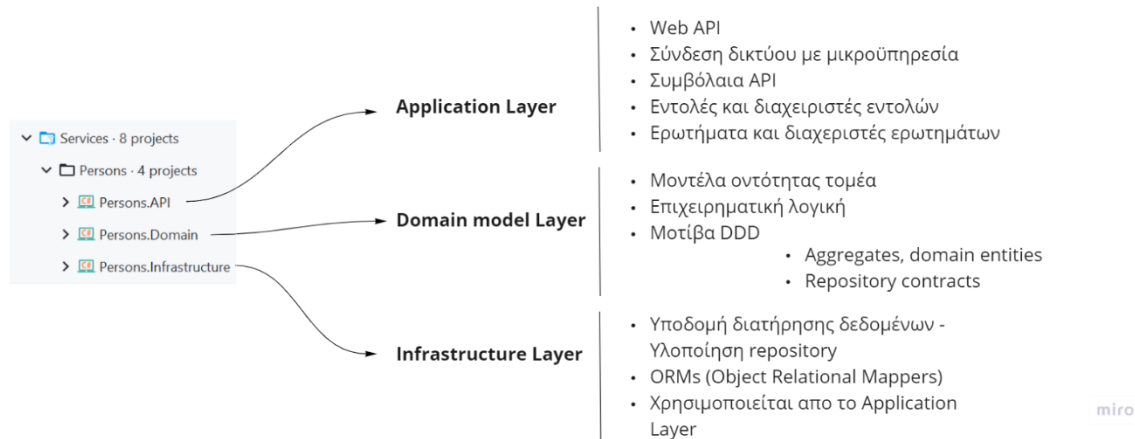 Services · 8 projects
Persons · 4 projects
C# Persons.API
C# Persons.Domain
C# Persons.Infrastructure
Application Layer
• Web API
• Σύνδεση δικτύου με μικροϋπηρεσία
• Συμβόλαια API
• Εντολές και διαχειριστές εντολών
• Ερωτήματα και διαχεριστές ερωτημάτων
Domain model Layer
• Μοντέλα οντότητας τομέα
• Επιχειρηματική λογική
• Μοτίβα DDD
• Aggregates, domain entities
• Repository contracts
Infrastructure Layer
• Υποδομή διατήρησης δεδομένων -
Υλοποίηση repository
• ORMs (Object Relational Mappers)
• Χρησιμοποιείται απο το Application
Layer
miro